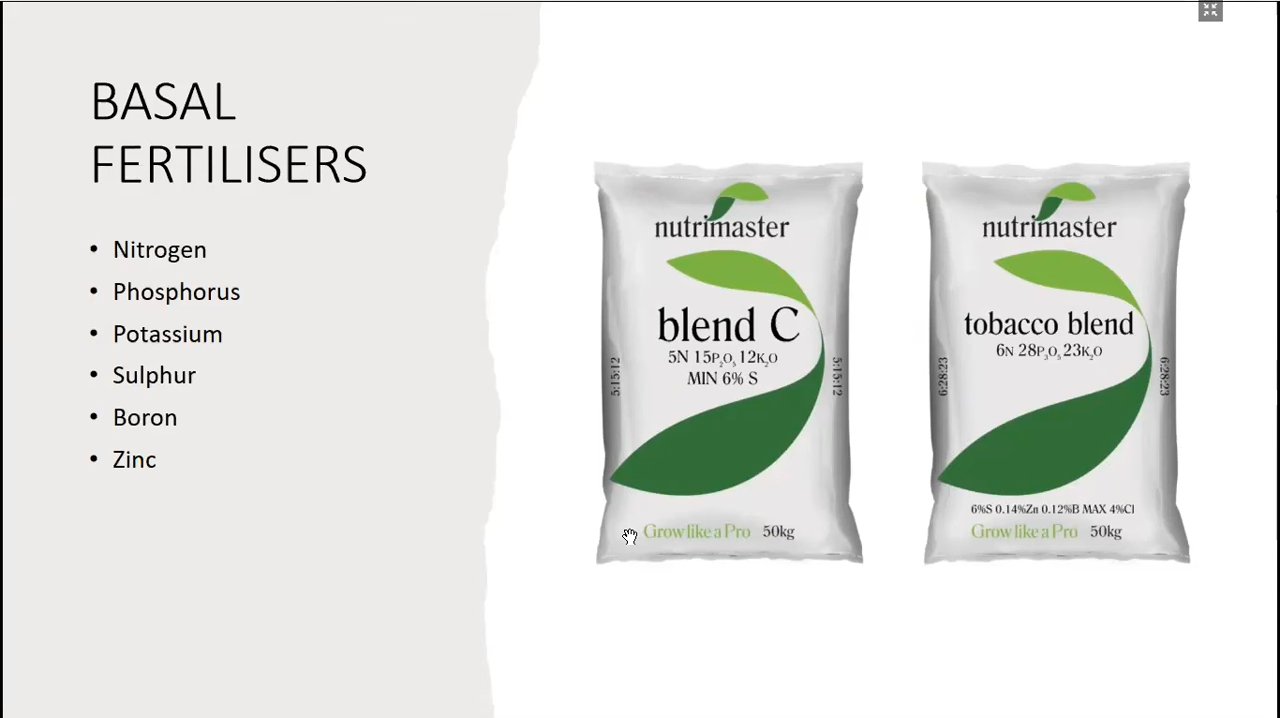 BASAL
FERTILISERS
• Nitrogen
• Phosphorus
• Potassium
• Sulphur
• Boron
• Zinc
nutrimaster
blend C
5N 15P₂O₅ 12K₂O
MIN 6% S
5:15:12
5:15:12
Grow like a Pro 50kg
nutrimaster
tobacco blend
6N 28P₂O₅ 23K₂O
6:28:23
6:28:23
6%S 0.14%Zn 0.12%B MAX 4%Cl
Grow like a Pro 50kg